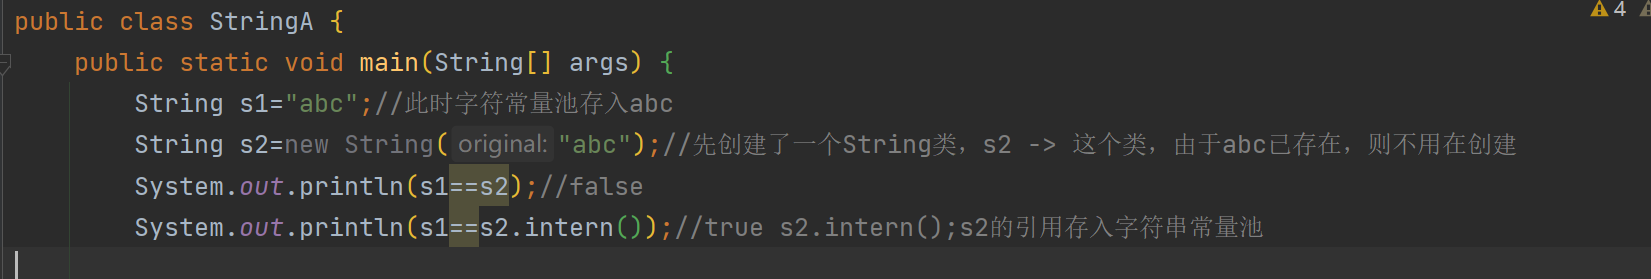 public class StringA {
4
public static void main(String[] args) {
String s1="abc";//此时字符常量池存入abc
String s2=new String( original: "abc");//先创建了一个String类，s2 -> 这个类，由于abc已存在，则不用在创建
System.out.println(s1==s2);//false
System.out.println(s1==s2.intern());//true s2.intern();s2的引用存入字符串常量池